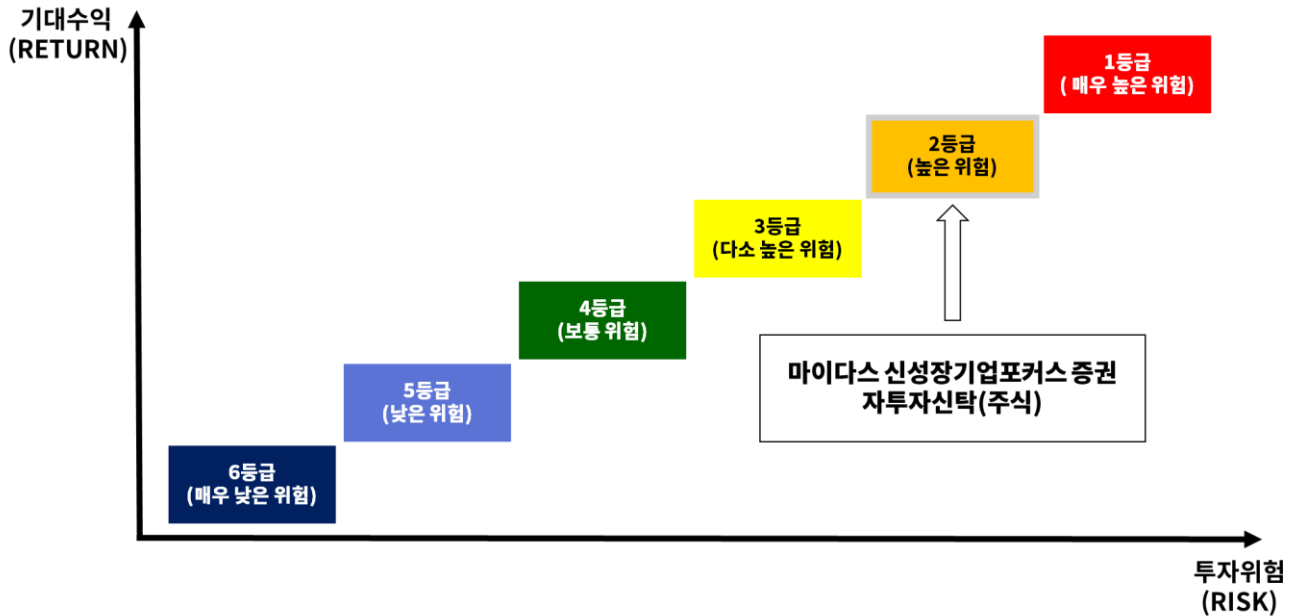 기대수익
(RETURN)
1등급
( 매우 높은 위험)
2등급
(높은 위험)
3등급
(다소 높은 위험)
4등급
(보통 위험)
마이다스 신성장기업포커스 증권
자투자신탁(주식)
5등급
(낮은 위험)
6등급
(매우 낮은 위험)
투자위험
(RISK)